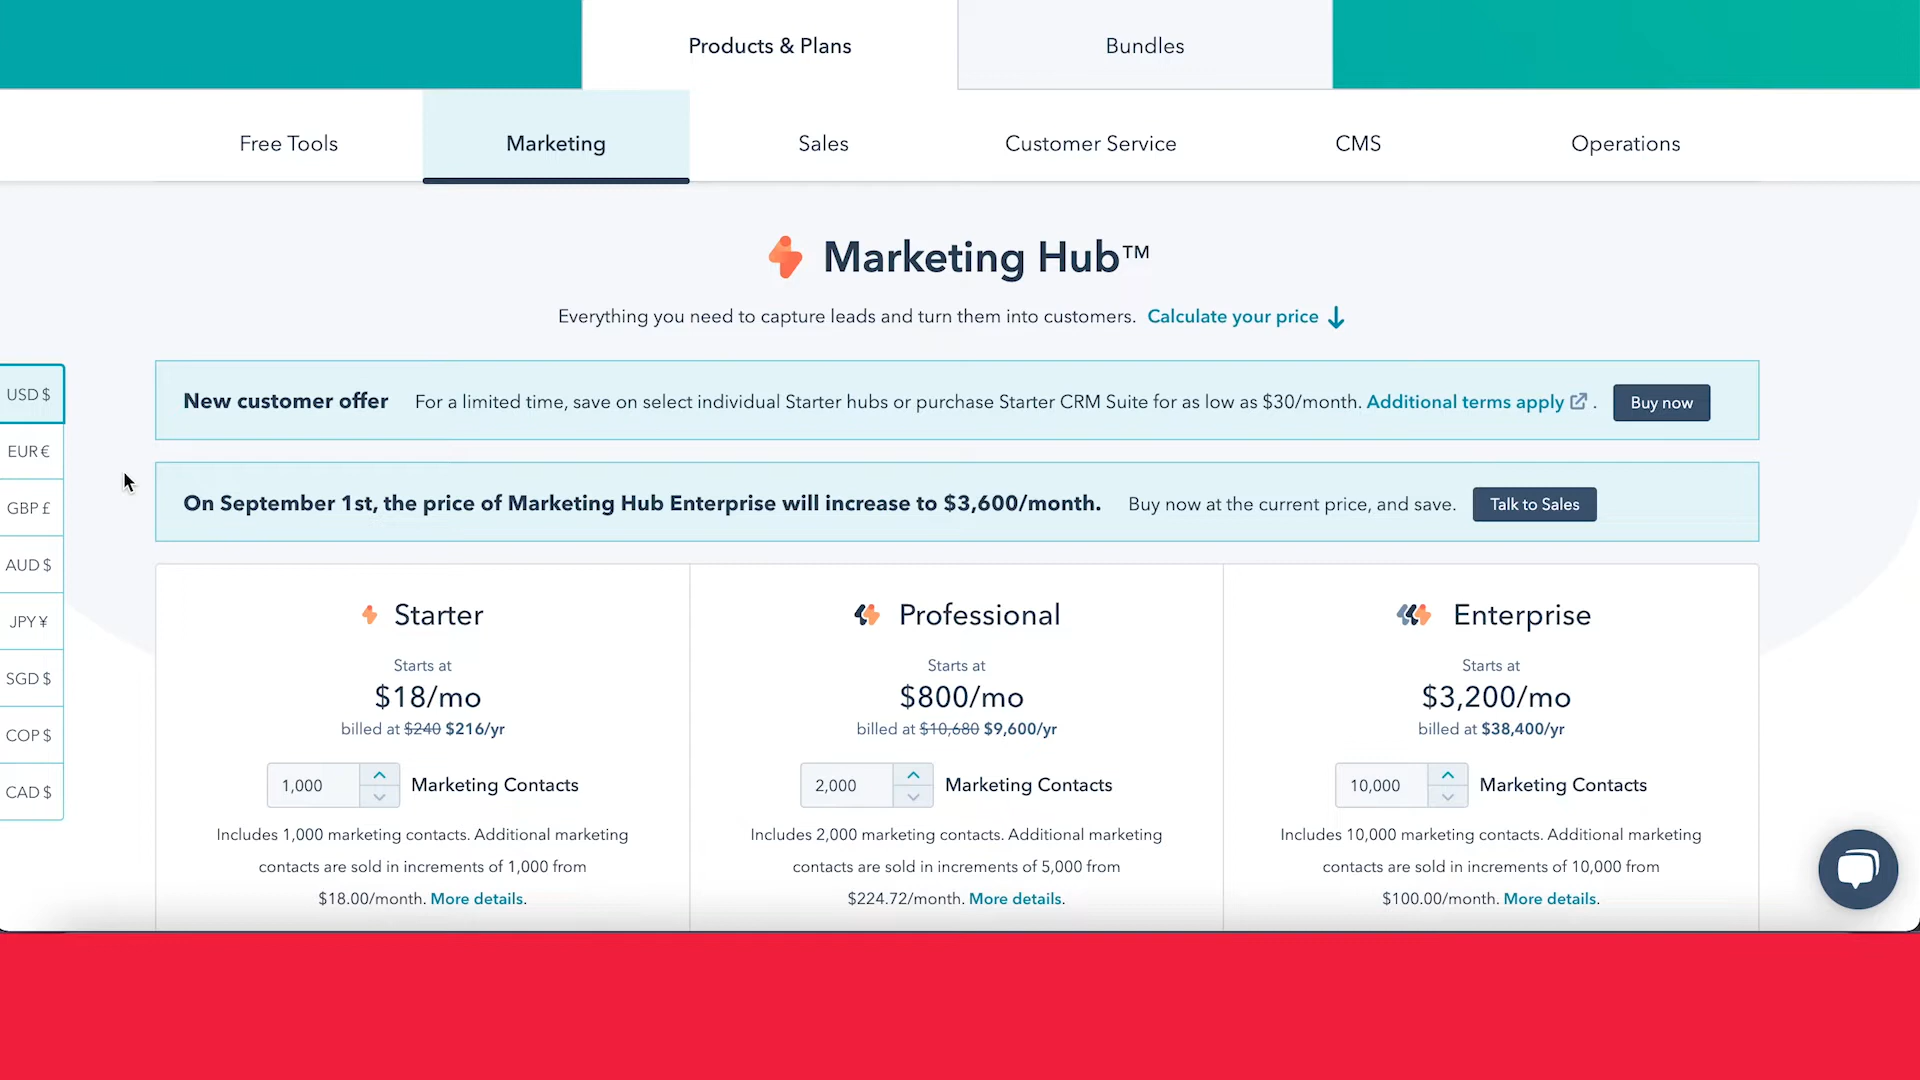 Products & Plans
Bundles
Free Tools
Marketing
Sales
Customer Service
CMS
Operations
Marketing Hub™
Everything you need to capture leads and turn them into customers. Calculate your price
New customer offer For a limited time, save on select individual Starter hubs or purchase Starter CRM Suite for as low as $30/month. Additional terms apply . Buy now
On September 1st, the price of Marketing Hub Enterprise will increase to $3,600/month. Buy now at the current price, and save. Talk to Sales
USD $
EUR €
GBP £
AUD $
JPY ¥
SGD $
COP $
CAD $
Starter
Starts at
$18/mo
billed at $240 $216/yr
1,000 Marketing Contacts
Includes 1,000 marketing contacts. Additional marketing
contacts are sold in increments of 1,000 from
$18.00/month. More details.
Professional
Starts at
$800/mo
billed at $10,680 $9,600/yr
2,000 Marketing Contacts
Includes 2,000 marketing contacts. Additional marketing
contacts are sold in increments of 5,000 from
$224.72/month. More details.
Enterprise
Starts at
$3,200/mo
billed at $38,400/yr
10,000 Marketing Contacts
Includes 10,000 marketing contacts. Additional marketing
contacts are sold in increments of 10,000 from
$100.00/month. More details.